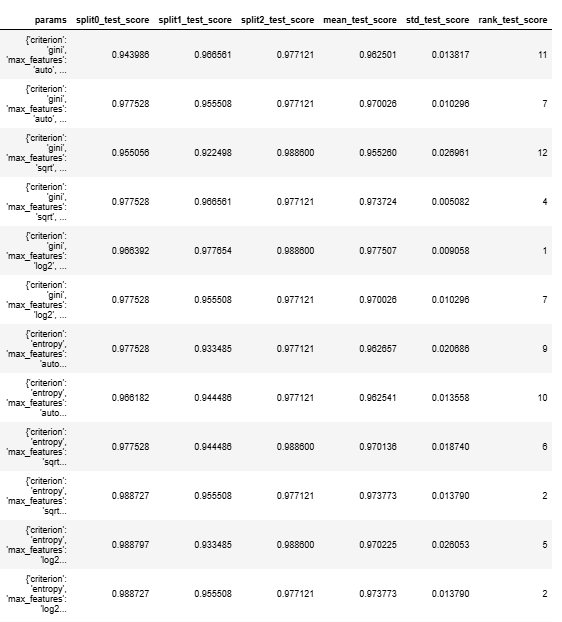 params split0_test_score split1_test_score split2_test_score mean_test_score std_test_score rank_test_score
{'criterion':
'gini',
'max_features':
'auto', ...
0.943986 0.966561 0.977121 0.962501 0.013817 11
{'criterion':
'gini',
'max_features':
'auto', ...
0.977528 0.955508 0.977121 0.970026 0.010296 7
{'criterion':
'gini',
'max_features':
'sqrt', ...
0.955056 0.922498 0.988600 0.955260 0.026961 12
{'criterion':
'gini',
'max_features':
'sqrt', ...
0.977528 0.966561 0.977121 0.973724 0.005082 4
{'criterion':
'gini',
'max_features':
'log2', ...
0.966392 0.977654 0.988600 0.977507 0.009058 1
{'criterion':
'gini',
'max_features':
'log2', ...
0.977528 0.955508 0.977121 0.970026 0.010296 7
{'criterion':
'entropy',
'max_features':
'auto...
0.977528 0.933485 0.977121 0.962657 0.020686 9
{'criterion':
'entropy',
'max_features':
'auto...
0.966182 0.944486 0.977121 0.962541 0.013558 10
{'criterion':
'entropy',
'max_features':
'sqrt...
0.977528 0.944486 0.988600 0.970136 0.018740 6
{'criterion':
'entropy',
'max_features':
'sqrt...
0.988727 0.955508 0.977121 0.973773 0.013790 2
{'criterion':
'entropy',
'max_features':
'log2...
0.988797 0.933485 0.988600 0.970225 0.026053 5
{'criterion':
'entropy',
'max_features':
'log2...
0.988727 0.955508 0.977121 0.973773 0.013790 2